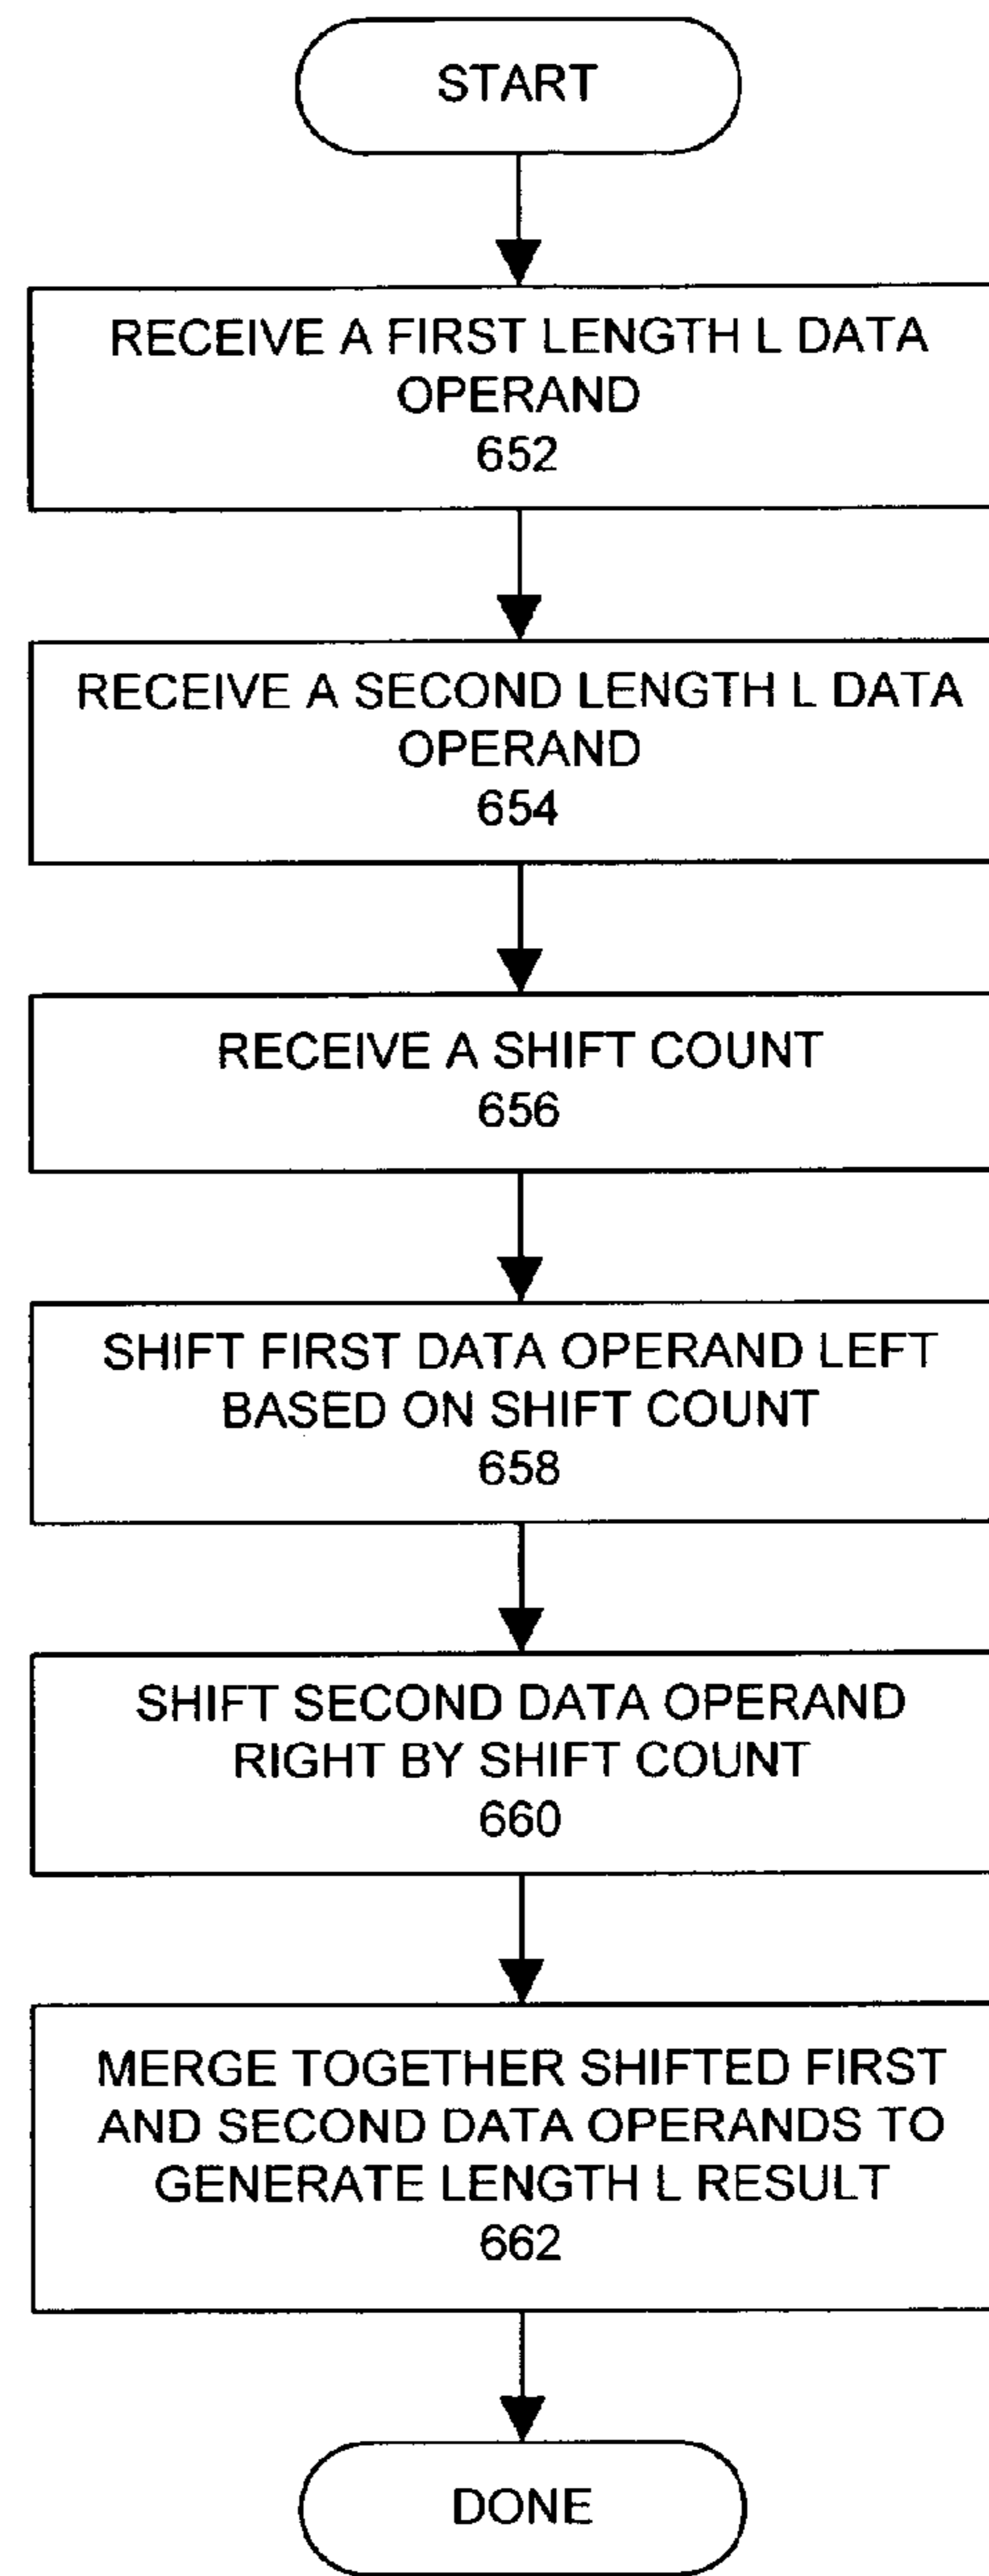 START
RECEIVE A FIRST LENGTH L DATA
OPERAND
652
RECEIVE A SECOND LENGTH L DATA
OPERAND
654
RECEIVE A SHIFT COUNT
656
SHIFT FIRST DATA OPERAND LEFT
BASED ON SHIFT COUNT
658
SHIFT SECOND DATA OPERAND
RIGHT BY SHIFT COUNT
660
MERGE TOGETHER SHIFTED FIRST
AND SECOND DATA OPERANDS TO
GENERATE LENGTH L RESULT
662
DONE